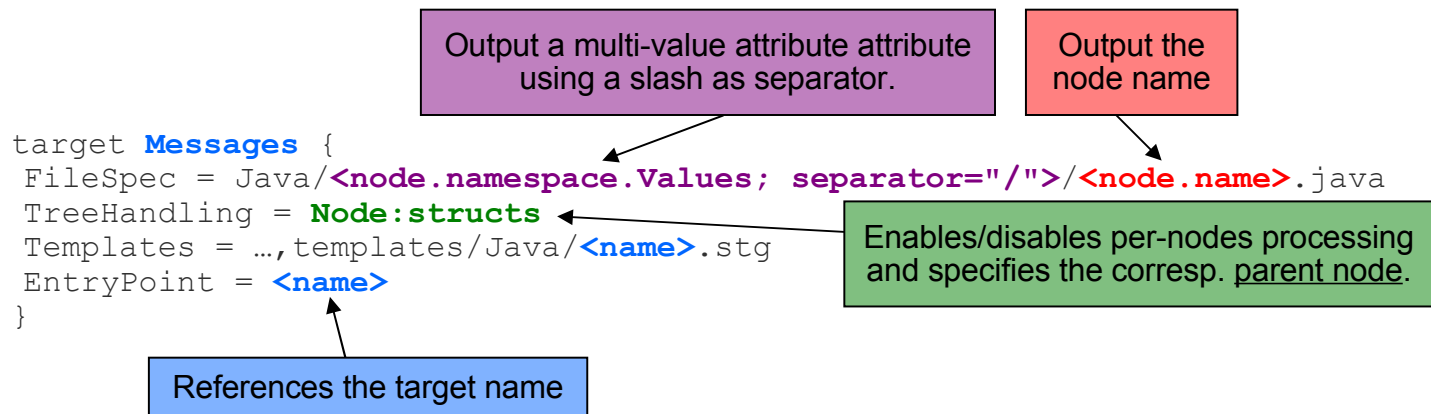 Output a multi-value attribute attribute
using a slash as separator.
Output the
node name
target Messages {
FileSpec = Java/<node.namespace.Values; separator="/">/<node.name>.java
TreeHandling = Node:structs
Templates = …,templates/Java/<name>.stg
EntryPoint = <name>
}
Enables/disables per-nodes processing
and specifies the corresp. parent node.
References the target name